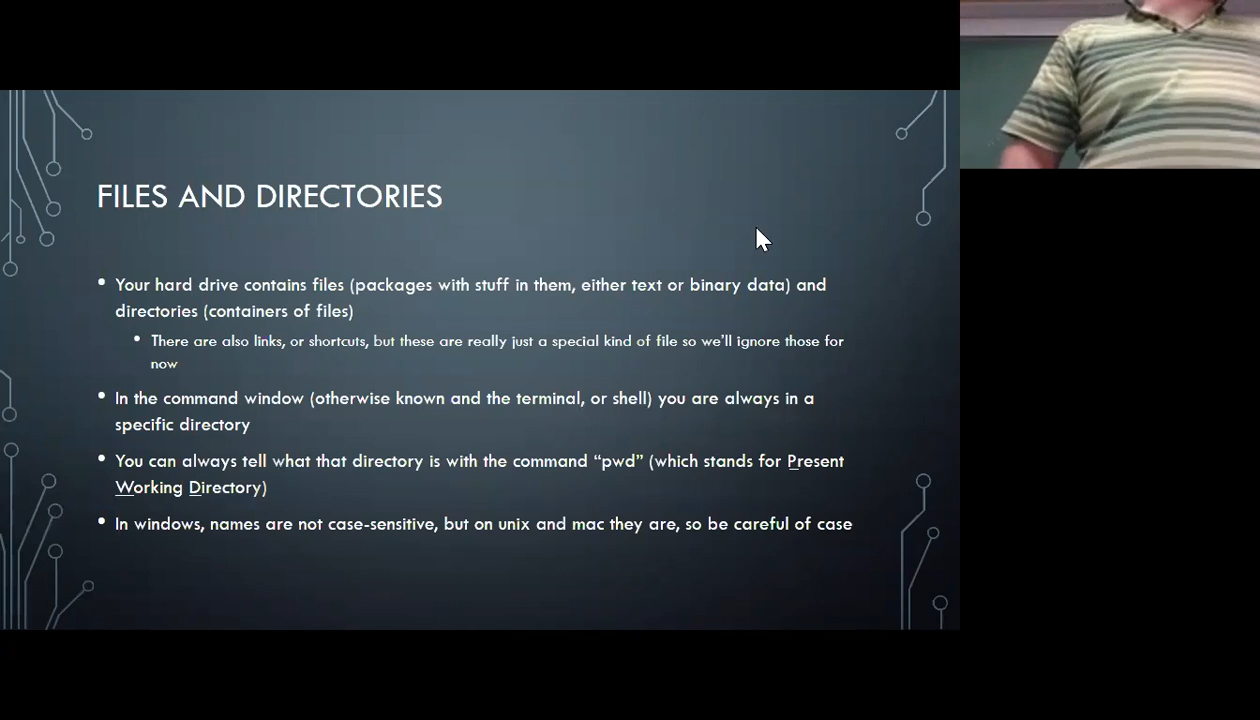 FILES AND DIRECTORIES
• Your hard drive contains files (packages with stuff in them, either text or binary data) and
directories (containers of files)
• There are also links, or shortcuts, but these are really just a special kind of file so we'll ignore those for
now
• In the command window (otherwise known and the terminal, or shell) you are always in a
specific directory
• You can always tell what that directory is with the command “pwd” (which stands for Present
Working Directory)
• In windows, names are not case-sensitive, but on unix and mac they are, so be careful of case